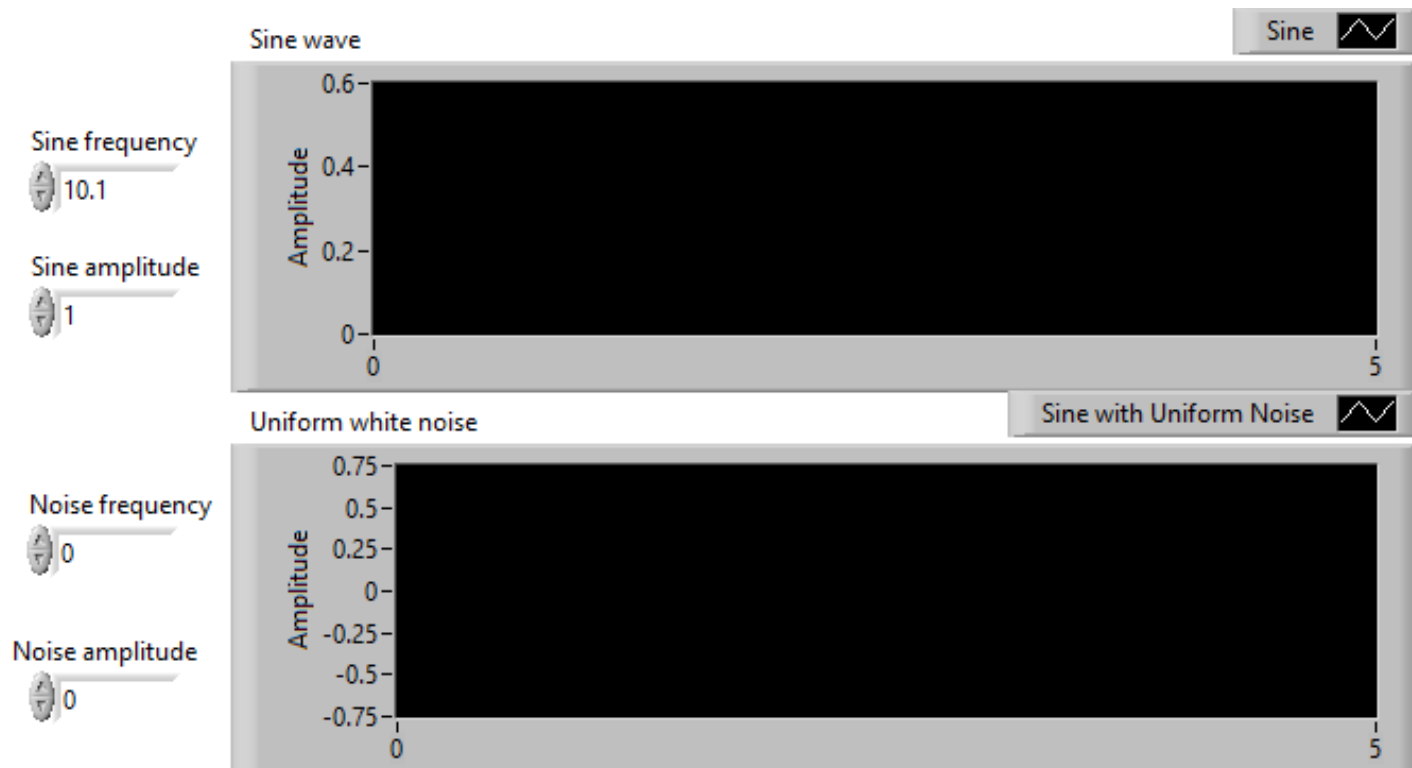 Sine wave
Sine
Sine frequency
10.1
Sine amplitude
1
Amplitude
0.6
0.4
0.2
0
0
5
Uniform white noise
Sine with Uniform Noise
Noise frequency
0
Noise amplitude
0
Amplitude
0.75
0.5
0.25
0
-0.25
-0.5
-0.75
0
5